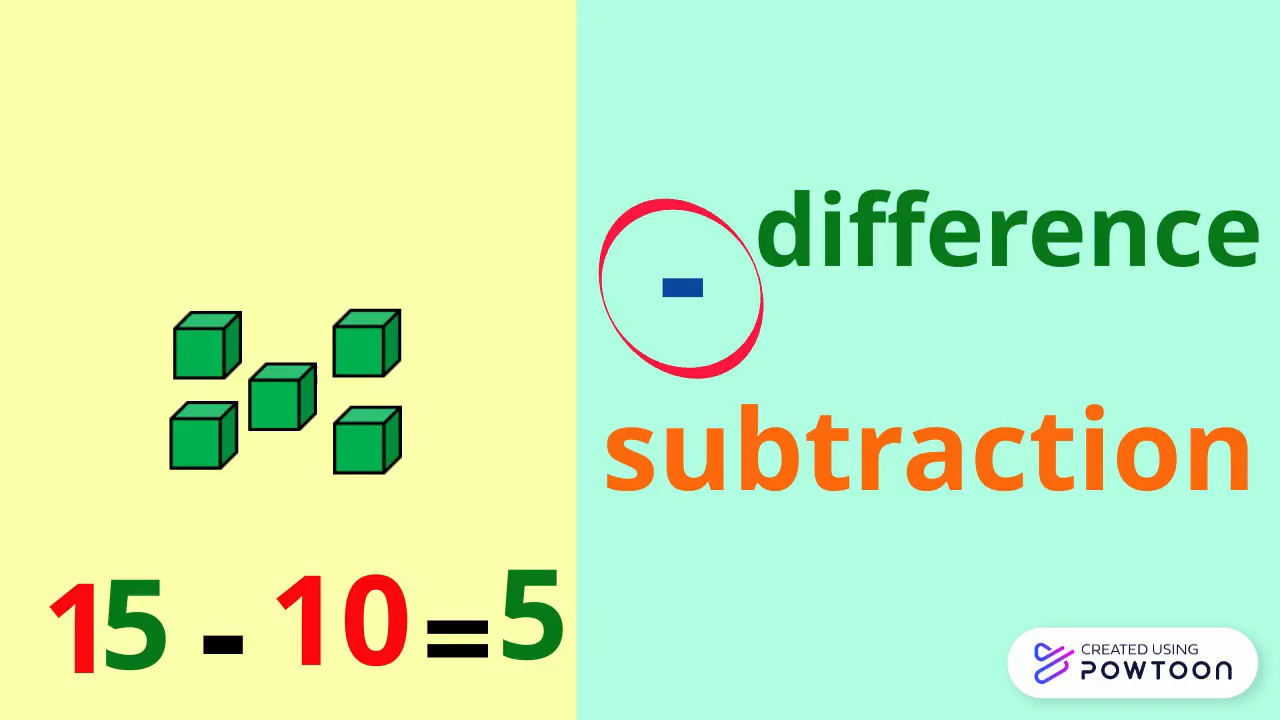 difference
-
subtraction
15 - 10 = 5
CREATED USING
POWTOON